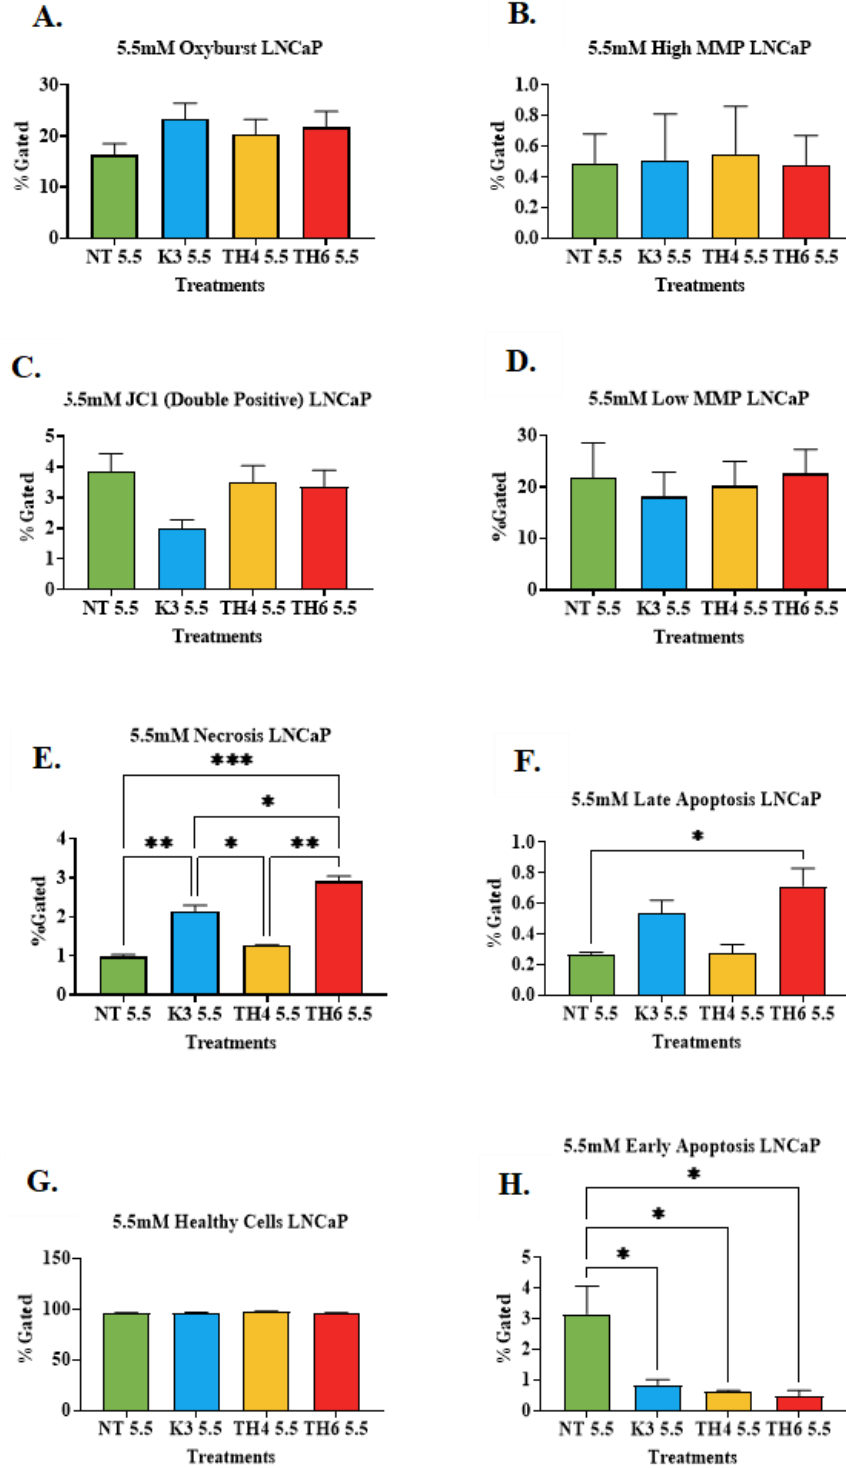 A.
5.5mM Oxyburst LNCaP
30
20
10
0
% Gated
NT 5.5 K3 5.5 TH4 5.5 TH6 5.5
Treatments
B.
5.5mM High MMP LNCaP
1.0
0.8
0.6
0.4
0.2
0.0
% Gated
NT 5.5 K3 5.5 TH4 5.5 TH6 5.5
Treatments
C.
5.5mM JC1 (Double Positive) LNCaP
5
4
3
2
1
0
% Gated
NT 5.5 K3 5.5 TH4 5.5 TH6 5.5
Treatments
D.
5.5mM Low MMP LNCaP
30
20
10
0
%Gated
NT 5.5 K3 5.5 TH4 5.5 TH6 5.5
Treatments
E.
5.5mM Necrosis LNCaP
***
*
** * **
4
3
2
1
0
%Gated
NT 5.5 K3 5.5 TH4 5.5 TH6 5.5
Treatments
F.
5.5mM Late Apoptosis LNCaP
*
1.0
0.8
0.6
0.4
0.2
0.0
% Gated
NT 5.5 K3 5.5 TH4 5.5 TH6 5.5
Treatments
G.
5.5mM Healthy Cells LNCaP
150
100
50
0
% Gated
NT 5.5 K3 5.5 TH4 5.5 TH6 5.5
Treatments
H.
5.5mM Early Apoptosis LNCaP
*
*
*
5
4
3
2
1
0
% Gated
NT 5.5 K3 5.5 TH4 5.5 TH6 5.5
Treatments